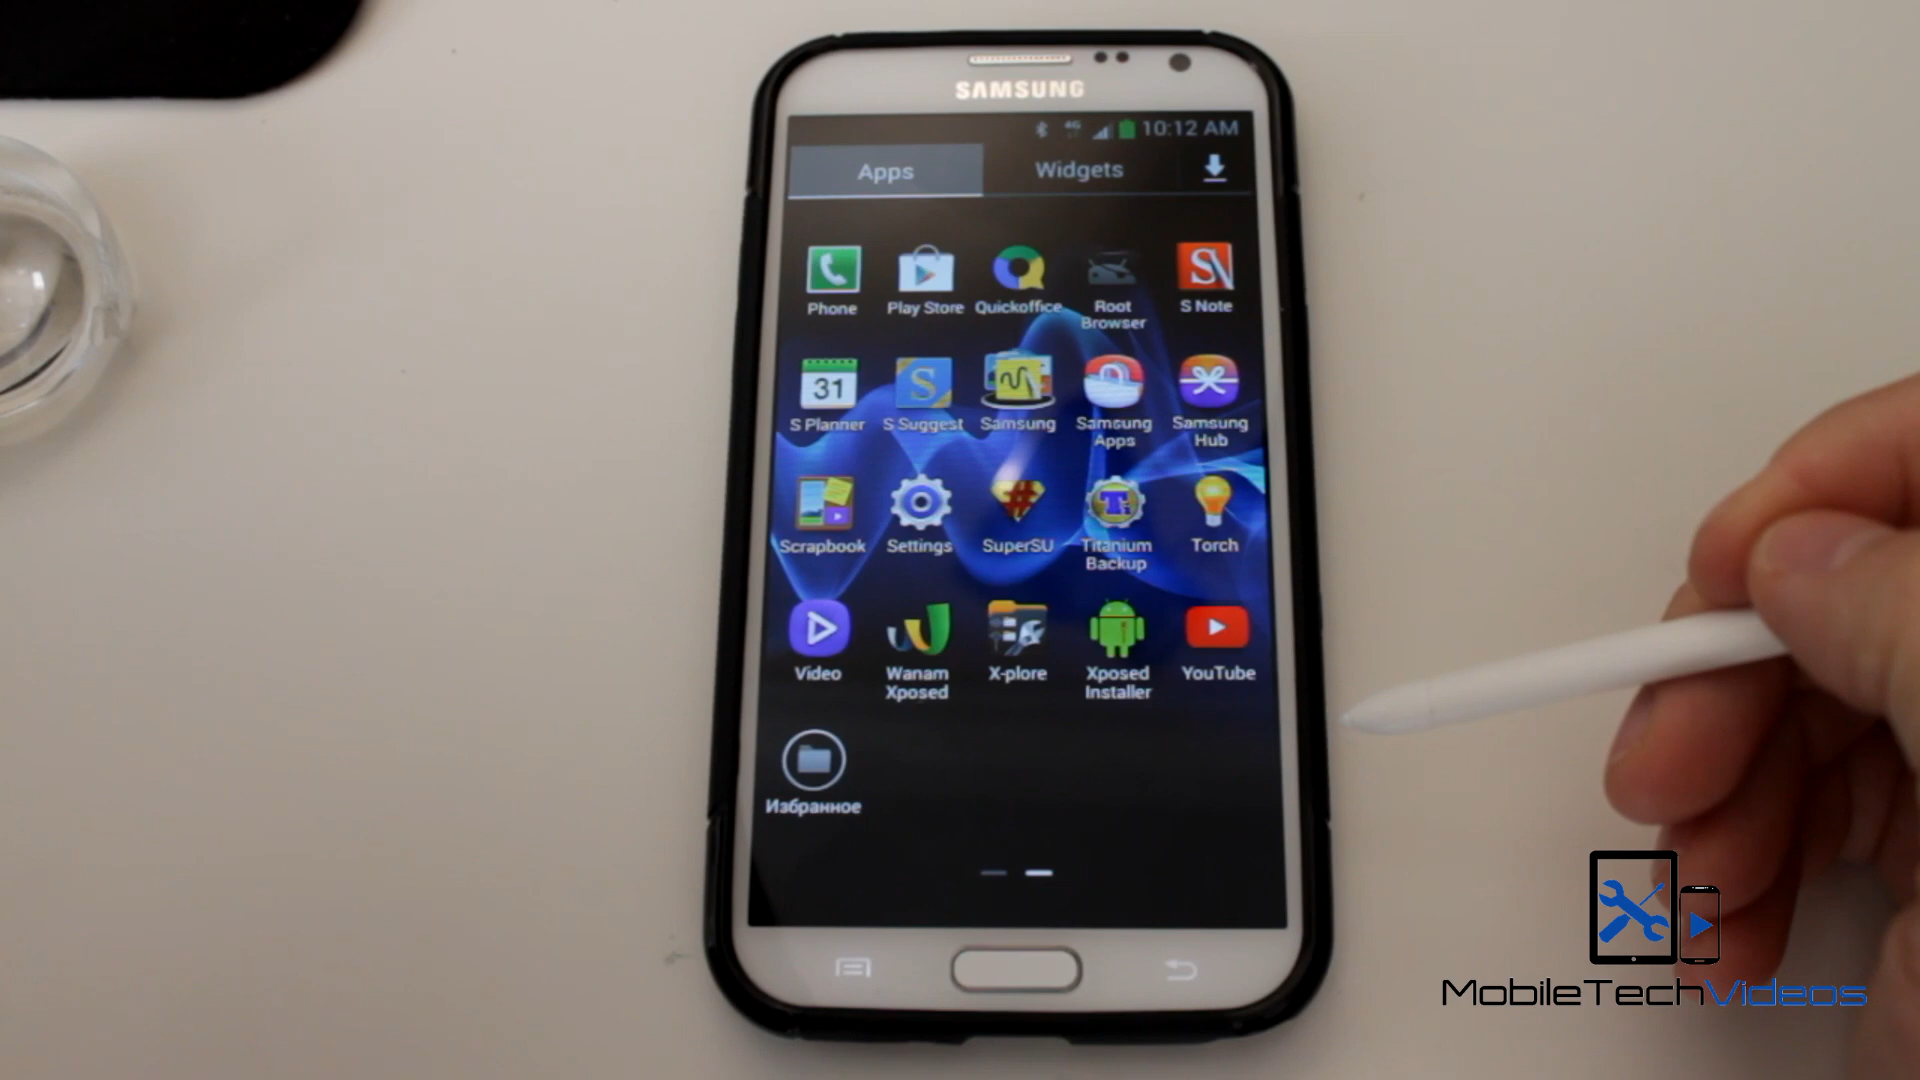 SAMSUNG
4G 10:12 AM
Apps Widgets
Phone Play Store Quickoffice Root Browser S Note
31 S
S Planner S Suggest Samsung Samsung Apps Samsung Hub
Scrapbook Settings SuperSU Titanium Backup Torch
Video Wanam Xposed X-plore Xposed Installer YouTube
Избранное
MobileTechVideos